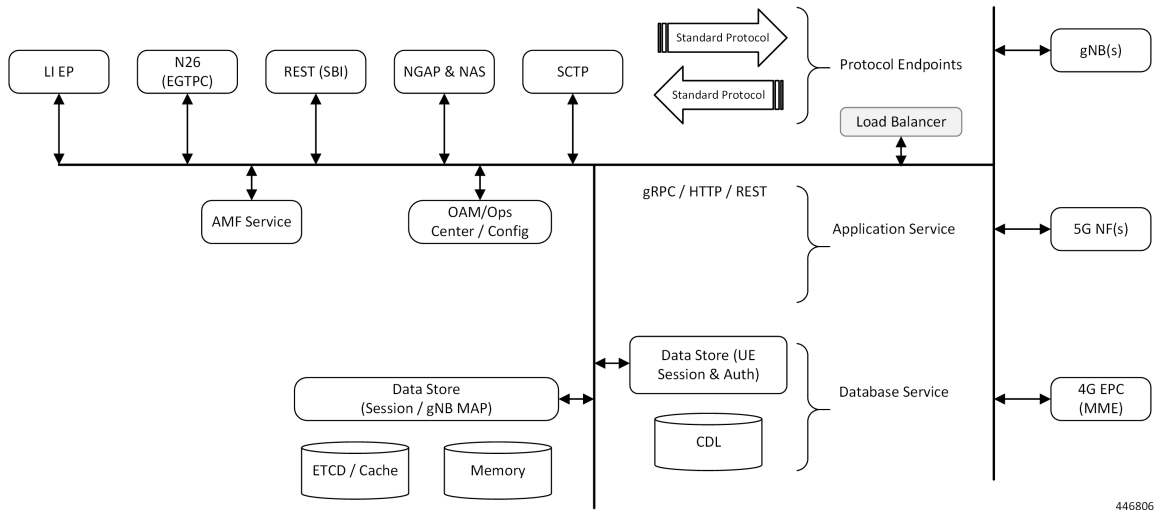 Standard Protocol
gNB(s)
LI EP
N26
(EGTPC)
REST (SBI)
NGAP & NAS
SCTP
Protocol Endpoints
Standard Protocol
Load Balancer
gRPC / HTTP / REST
AMF Service
OAM/Ops
Center / Config
Application Service
5G NF(s)
Data Store (UE
Session & Auth)
Data Store
(Session / gNB MAP)
Database Service
4G EPC
(MME)
CDL
ETCD / Cache
Memory
446806